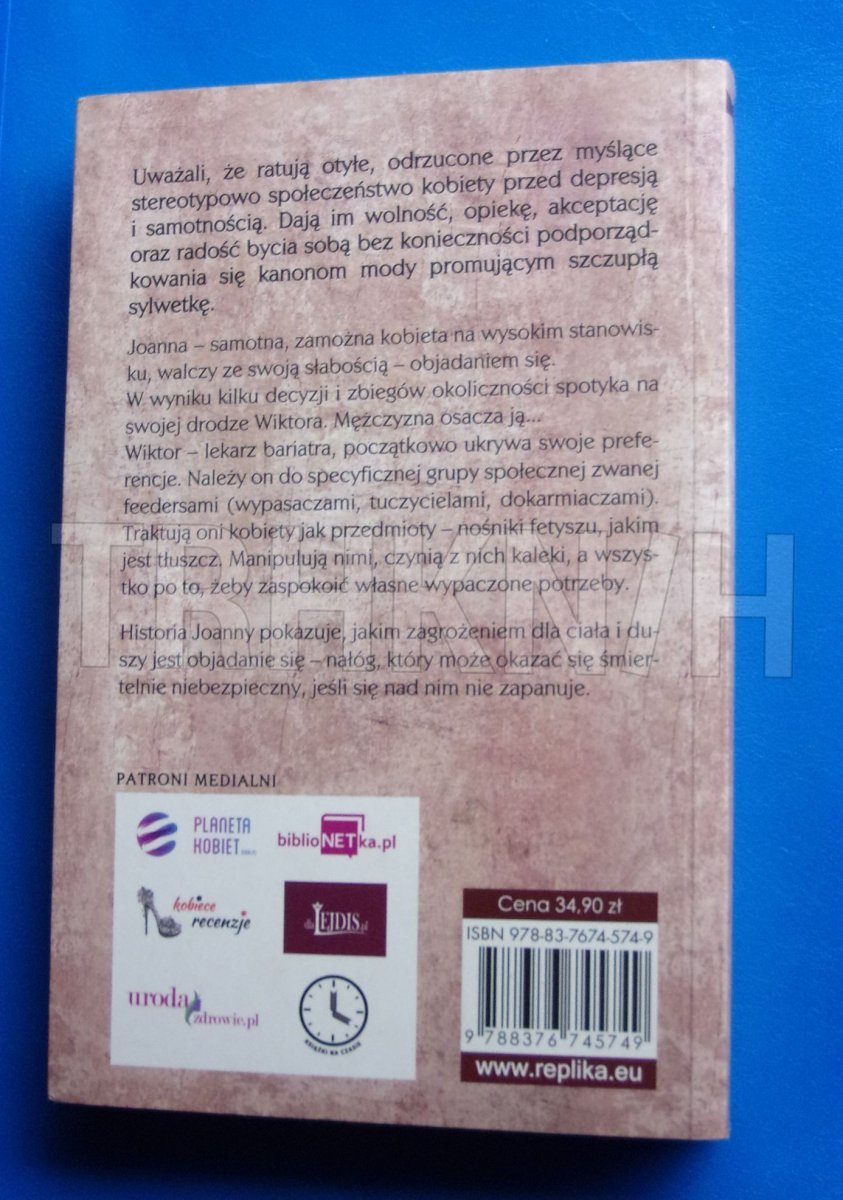 Uważali, że ratują otyłe, odrzucone przez myślące
stereotypowo społeczeństwo kobiety przed depresją
i samotnością. Dają im wolność, opiekę, akceptację
oraz radość bycia sobą bez konieczności podporząd-
kowania się kanonom mody promującym szczupłą
sylwetkę.
Joanna – samotna, zamożna kobieta na wysokim stanowis-
ku, walczy ze swoją słabością – objadaniem się.
W wyniku kilku decyzji i zbiegów okoliczności spotyka na
swojej drodze Wiktora. Mężczyzna osacza ją...
Wiktor – lekarz bariatra, początkowo ukrywa swoje prefe-
rencje. Należy on do specyficznej grupy społecznej zwanej
feedersami (wypasaczami, tuczycielami, dokarmiaczami).
Traktują oni kobiety jak przedmioty – nośniki fetyszu, jakim
jest tłuszcz. Manipulują nimi, czynią z nich kaleki, a wszys-
tko po to, żeby zaspokoić własne wypaczone potrzeby.
Historia Joanny pokazuje, jakim zagrożeniem dla ciała i du-
szy jest objadanie się – nałóg, który może okazać się śmier-
telnie niebezpieczny, jeśli się nad nim nie zapanuje.
PATRONI MEDIALNI
PLANETA
KOBIET
biblioNETka.pl
kobiece
recenzje
dlaLEJDIS.pl
uroda
zdrowie.pl
KSIĄŻKI NA CZASIE
Cena 34,90 zł
ISBN 978-83-7674-574-9
9 788376 745749
www.replika.eu